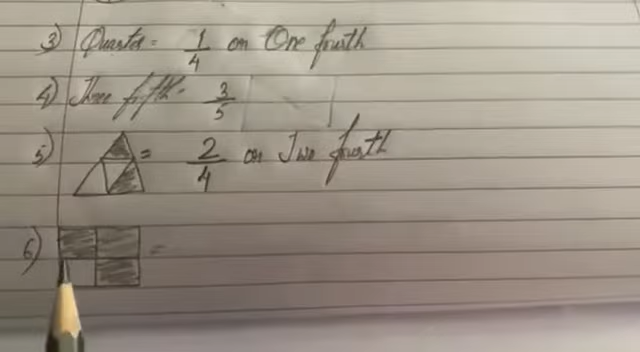 3) Quarter = 1/4 or One fourth
4) Three fifth = 3/5
5) = 2/4 or Two fourth
6) =